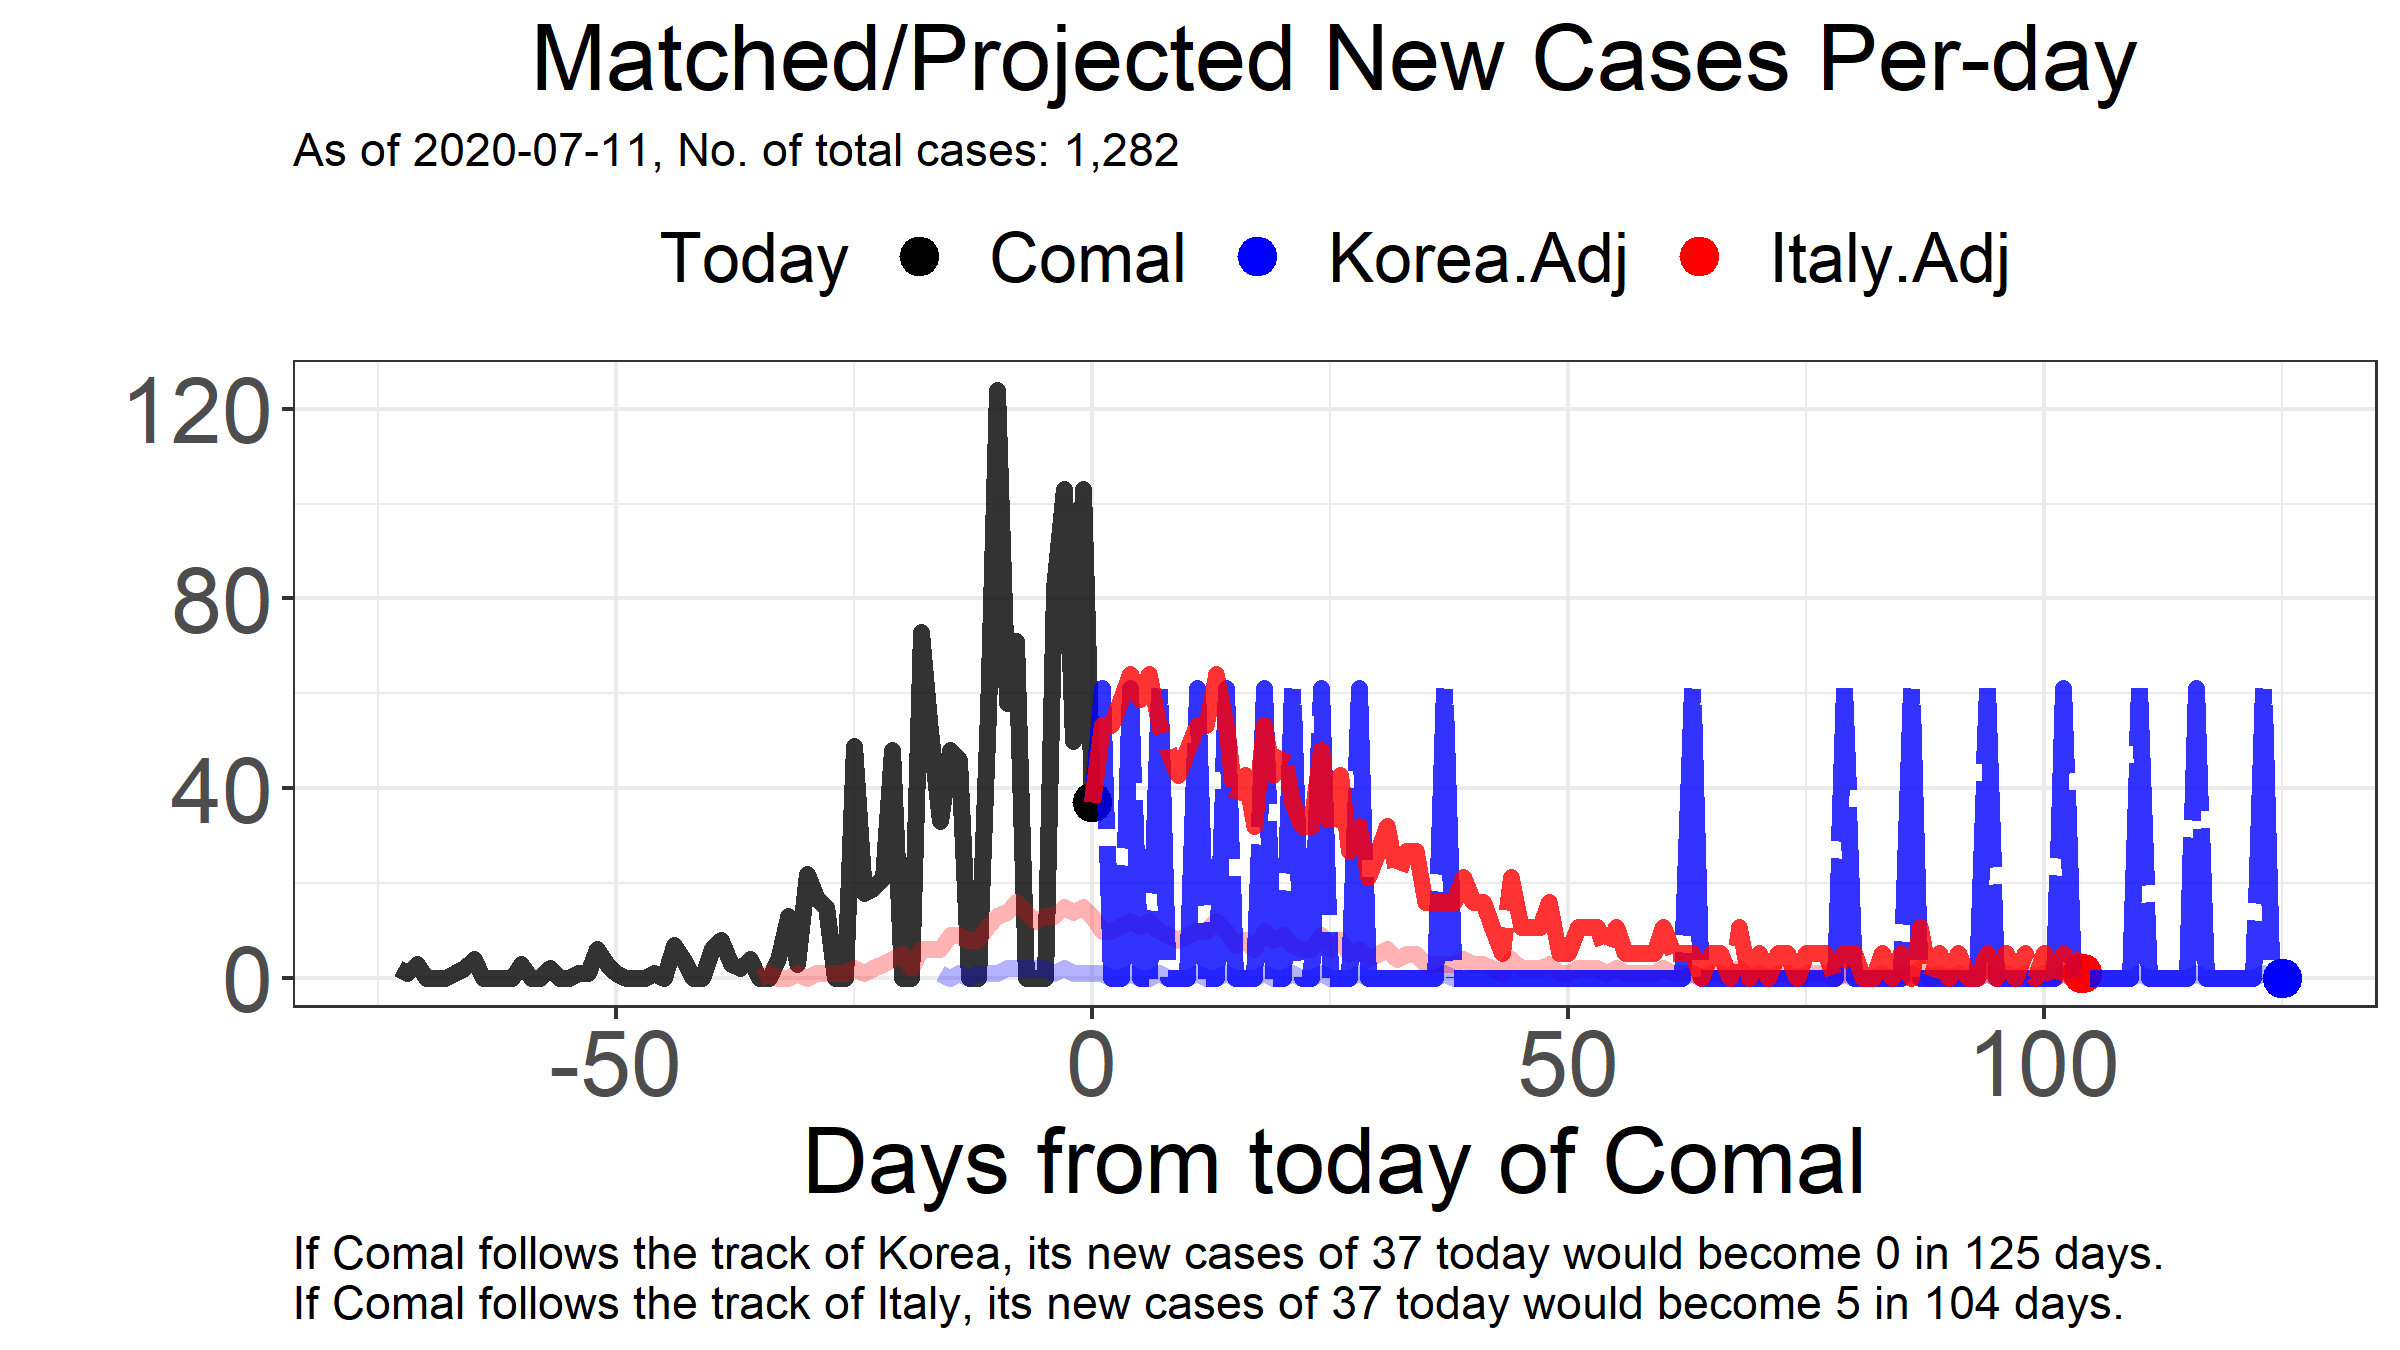 Matched/Projected New Cases Per-day
As of 2020-07-11, No. of total cases: 1,282
Today Comal Korea.Adj Italy.Adj
120
80
40
0
-50 0 50 100
Days from today of Comal
If Comal follows the track of Korea, its new cases of 37 today would become 0 in 125 days.
If Comal follows the track of Italy, its new cases of 37 today would become 5 in 104 days.